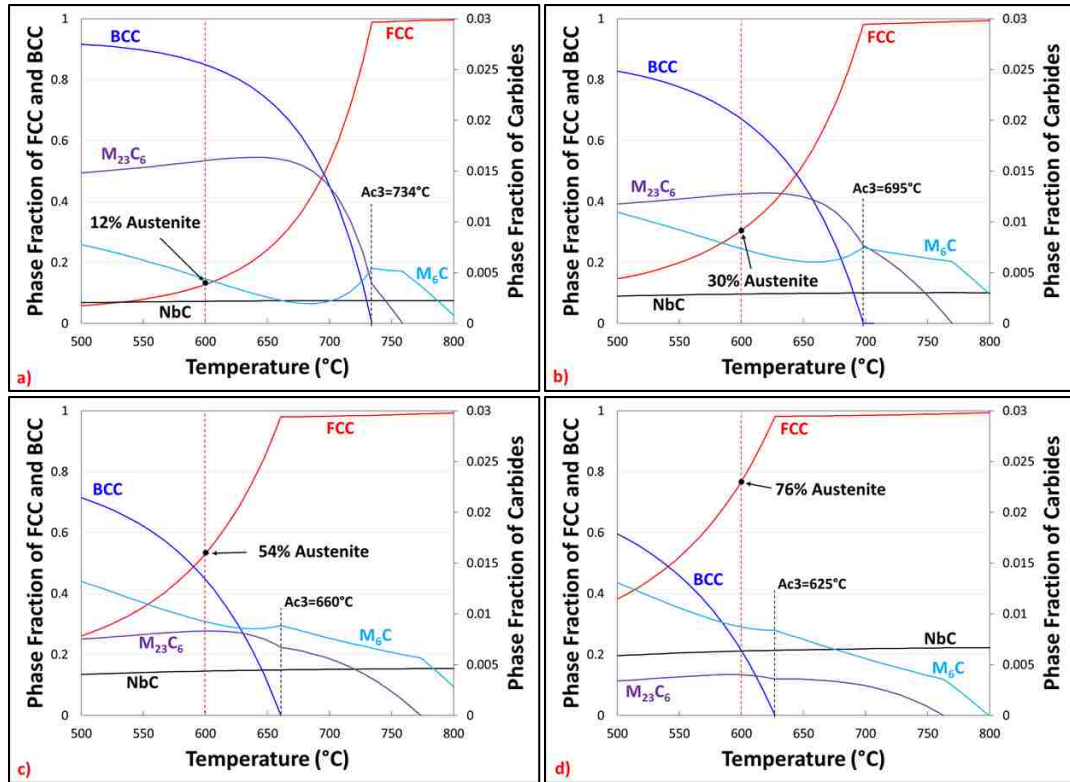 Phase Fraction of FCC and BCC
1
0.8
0.6
0.4
0.2
0
BCC
FCC
M23C6
12% Austenite
Ac3=734°C
M6C
NbC
0.03
0.025
0.02
0.015
0.01
0.005
0
Phase Fraction of Carbides
500 550 600 650 700 750 800
Temperature (°C)
a)
Phase Fraction of FCC and BCC
1
0.8
0.6
0.4
0.2
0
BCC
FCC
M23C6
Ac3=695°C
30% Austenite
M6C
NbC
0.03
0.025
0.02
0.015
0.01
0.005
0
Phase Fraction of Carbides
500 550 600 650 700 750 800
Temperature (°C)
b)
Phase Fraction of FCC and BCC
1
0.8
0.6
0.4
0.2
0
FCC
BCC
54% Austenite
Ac3=660°C
M23C6
M6C
NbC
0.03
0.025
0.02
0.015
0.01
0.005
0
Phase Fraction of Carbides
500 550 600 650 700 750 800
Temperature (°C)
c)
Phase Fraction of FCC and BCC
1
0.8
0.6
0.4
0.2
0
FCC
76% Austenite
BCC
Ac3=625°C
NbC
M6C
M23C6
0.03
0.025
0.02
0.015
0.01
0.005
0
Phase Fraction of Carbides
500 550 600 650 700 750 800
Temperature (°C)
d)